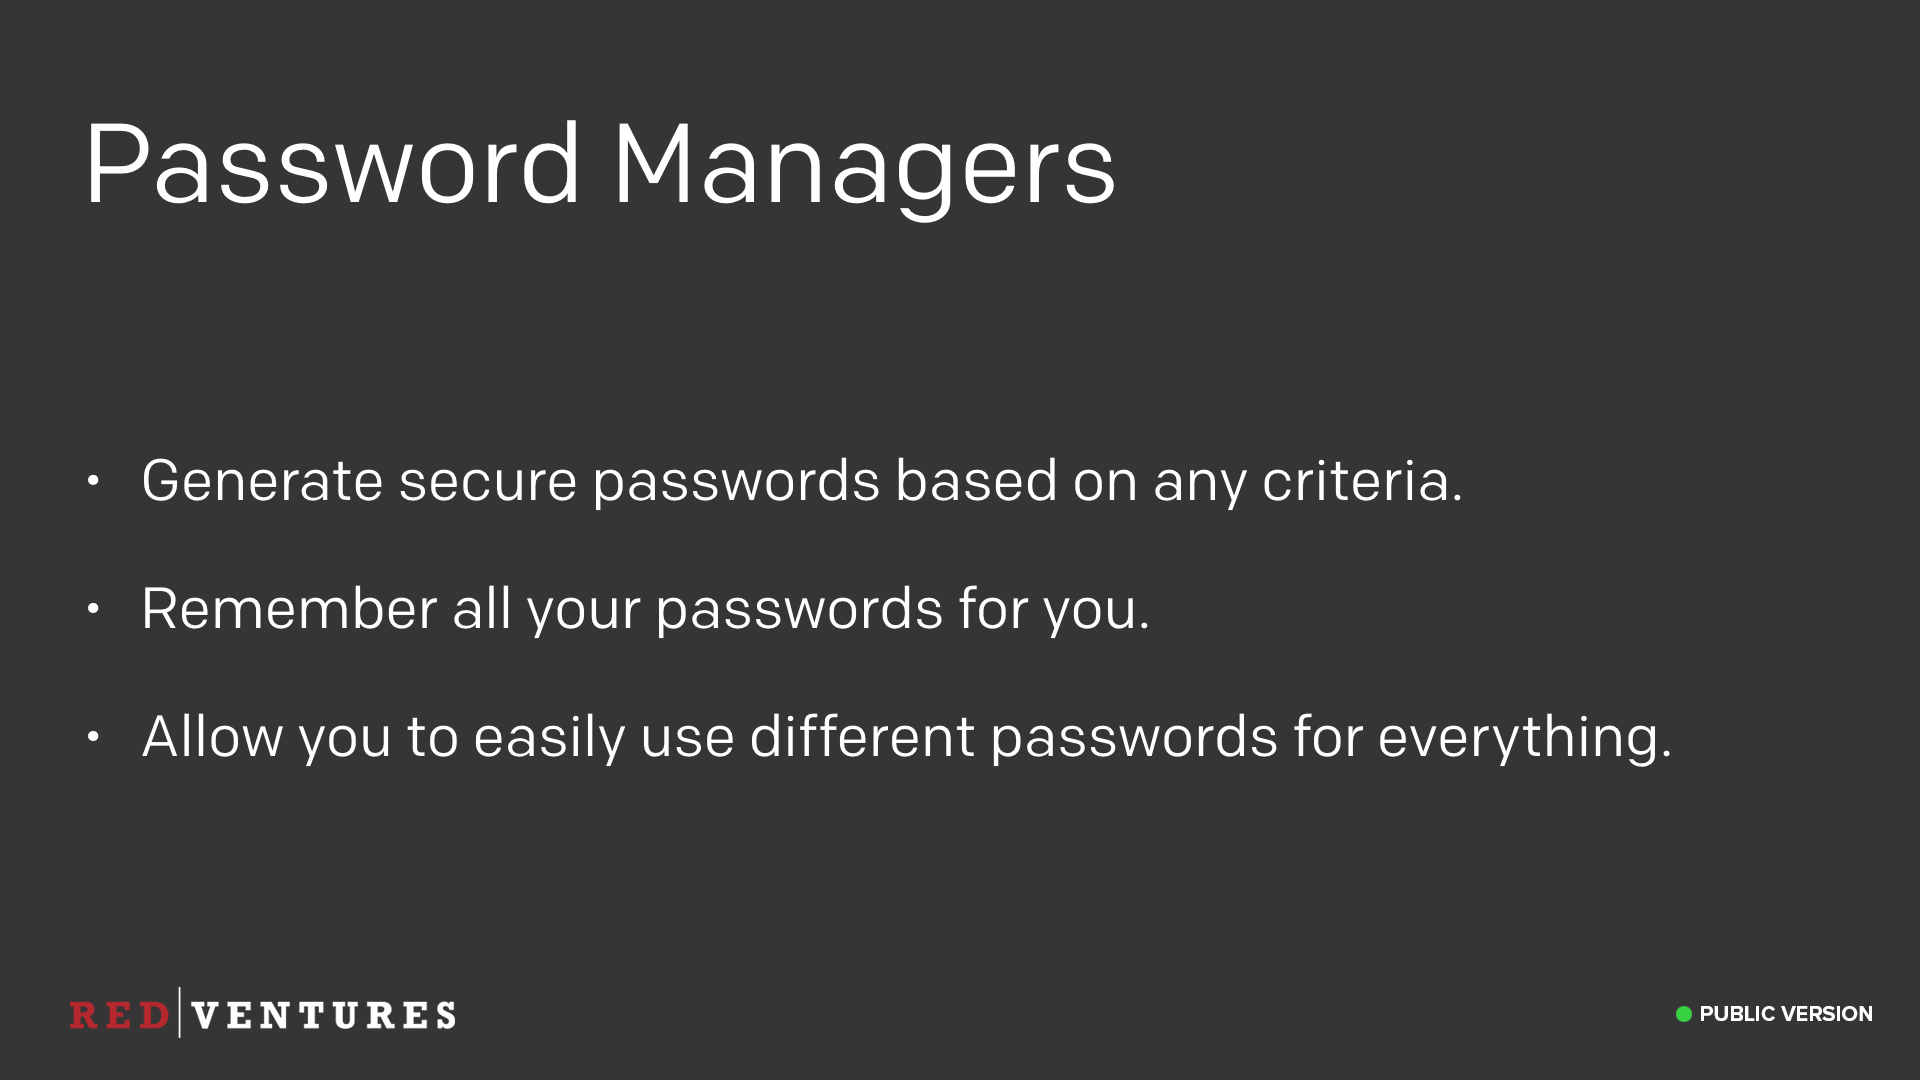 Password Managers
• Generate secure passwords based on any criteria.
• Remember all your passwords for you.
• Allow you to easily use different passwords for everything.
RED|VENTURES
PUBLIC VERSION